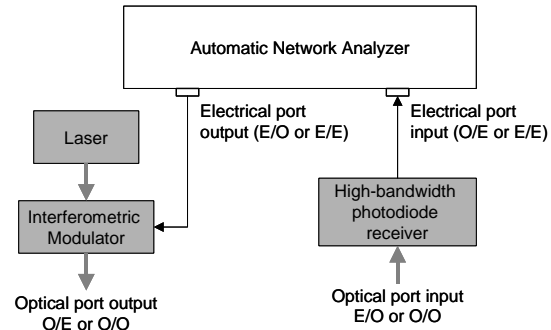 Automatic Network Analyzer
Electrical port
output (E/O or E/E)
Electrical port
input (O/E or E/E)
Laser
High-bandwidth
photodiode
receiver
Interferometric
Modulator
Optical port output
O/E or O/O
Optical port input
E/O or O/O